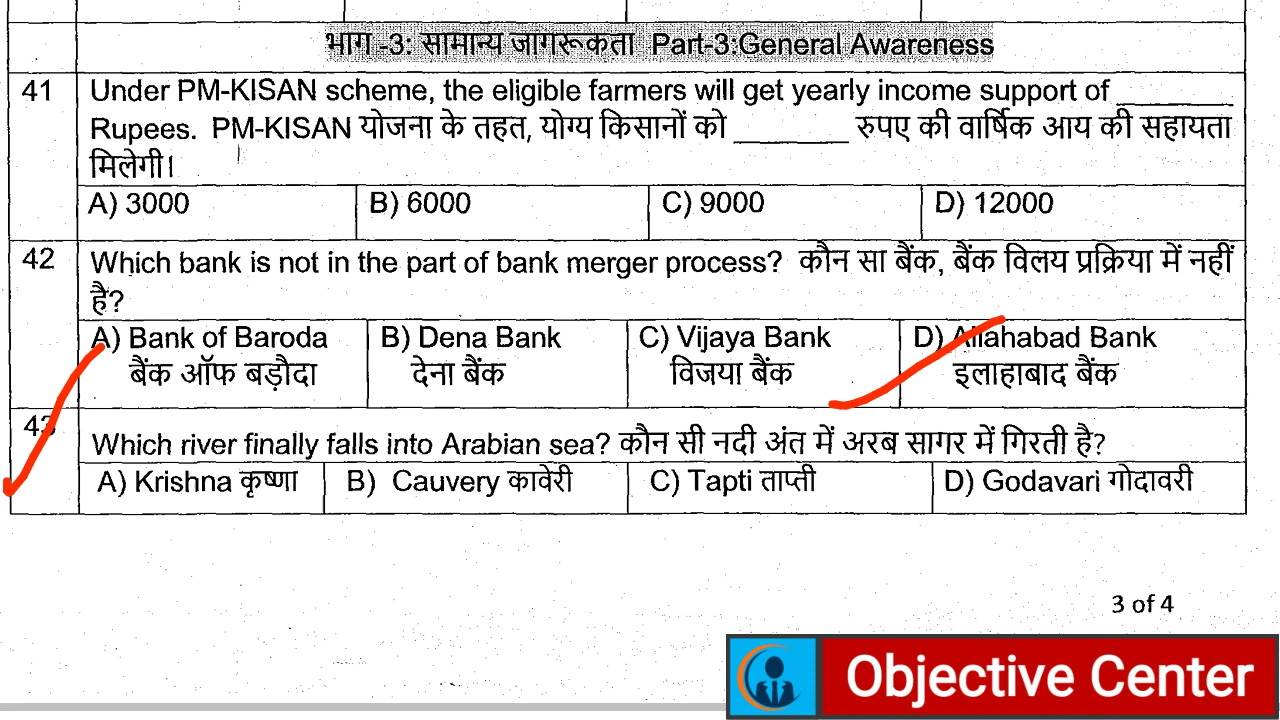 भाग -3: सामान्य जागरूकता Part-3:General Awareness
41 Under PM-KISAN scheme, the eligible farmers will get yearly income support of ________
Rupees. PM-KISAN योजना के तहत, योग्य किसानों को ________ रुपए की वार्षिक आय की सहायता
मिलेगी।
A) 3000 B) 6000 C) 9000 D) 12000
42 Which bank is not in the part of bank merger process? कौन सा बैंक, बैंक विलय प्रक्रिया में नहीं
है?
A) Bank of Baroda B) Dena Bank C) Vijaya Bank D) Allahabad Bank
बैंक ऑफ बड़ौदा देना बैंक विजया बैंक इलाहाबाद बैंक
43 Which river finally falls into Arabian sea? कौन सी नदी अंत में अरब सागर में गिरती है?
A) Krishna कृष्णा B) Cauvery कावेरी C) Tapti ताप्ती D) Godavari गोदावरी
3 of 4
Objective Center